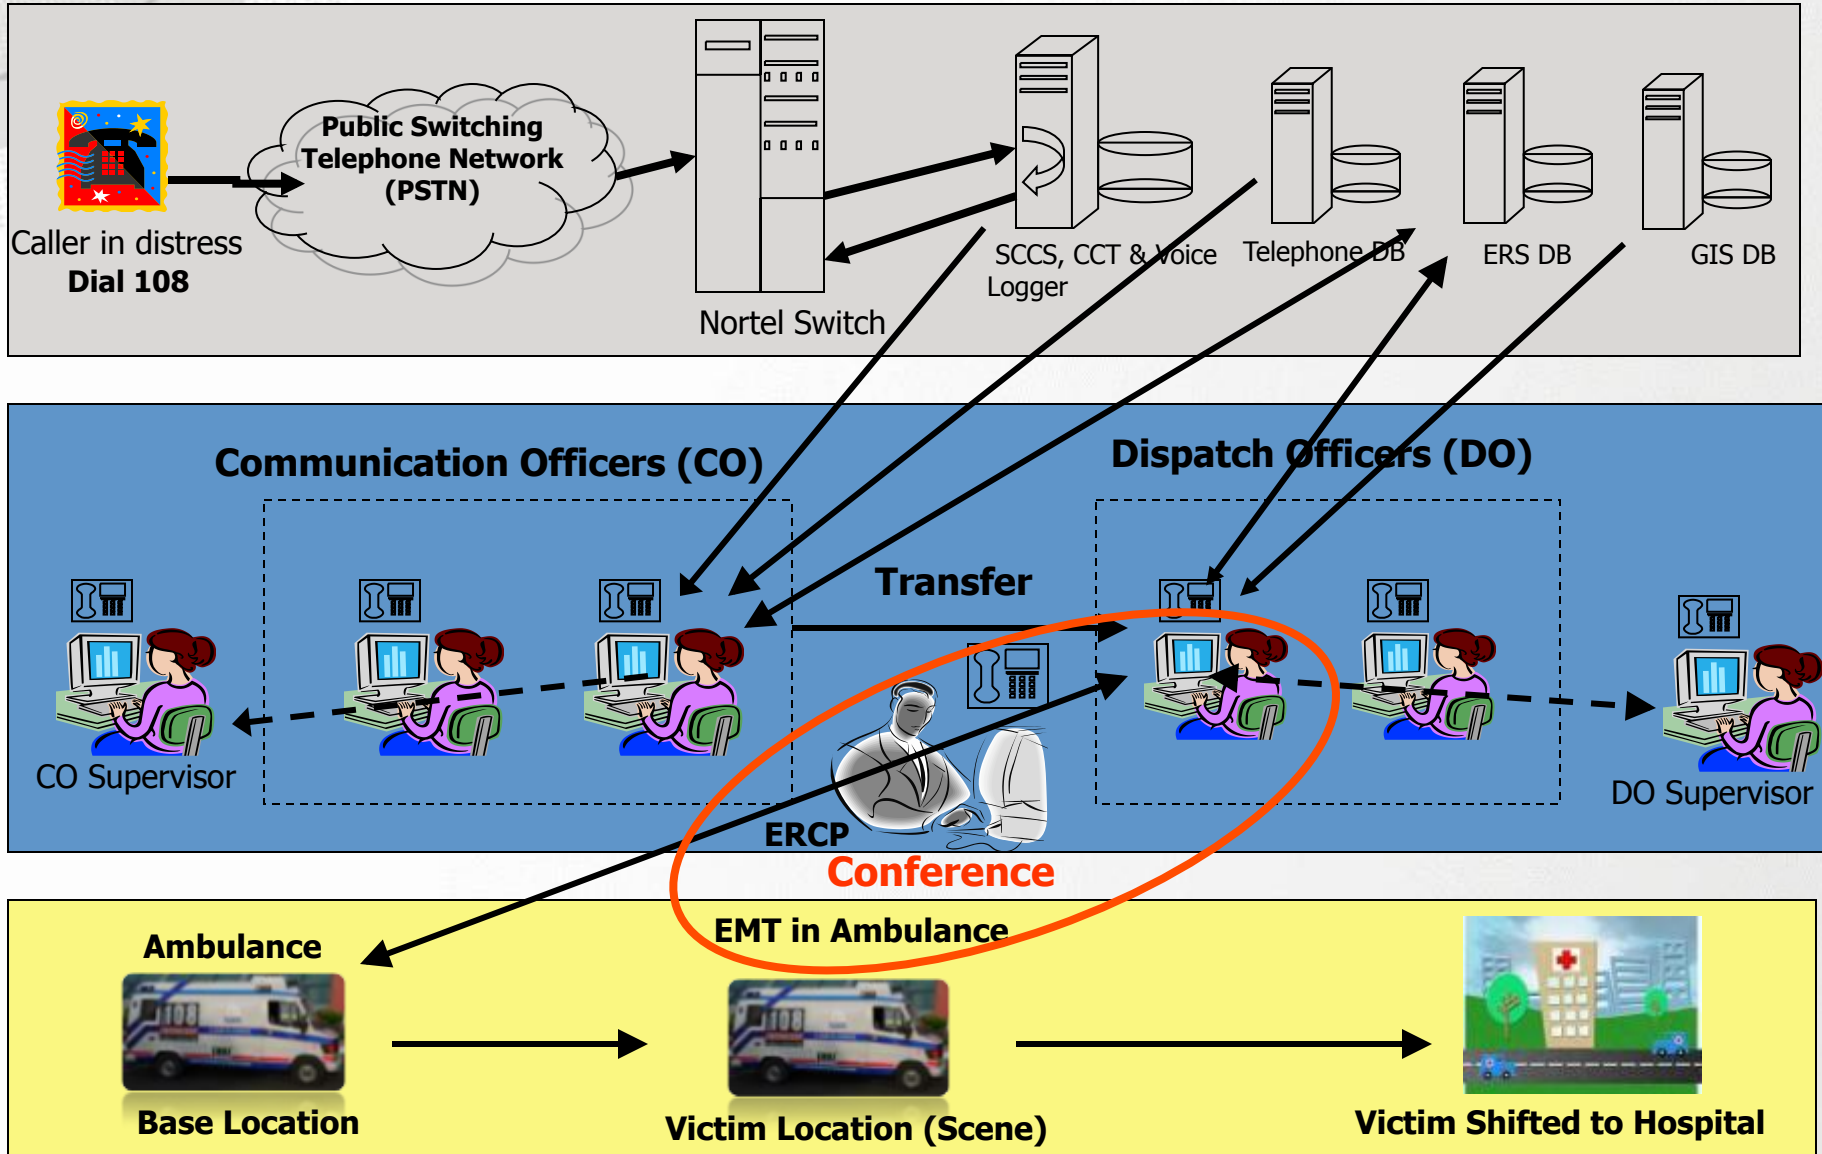 Public Switching
Telephone Network
(PSTN)
Caller in distress
Dial 108
Nortel Switch
SCCS, CCT & Voice
Logger
Telephone DB
ERS DB
GIS DB
Communication Officers (CO)
Dispatch Officers (DO)
Transfer
CO Supervisor
DO Supervisor
ERCP
Conference
Ambulance
EMT in Ambulance
108
108
Base Location
Victim Location (Scene)
Victim Shifted to Hospital